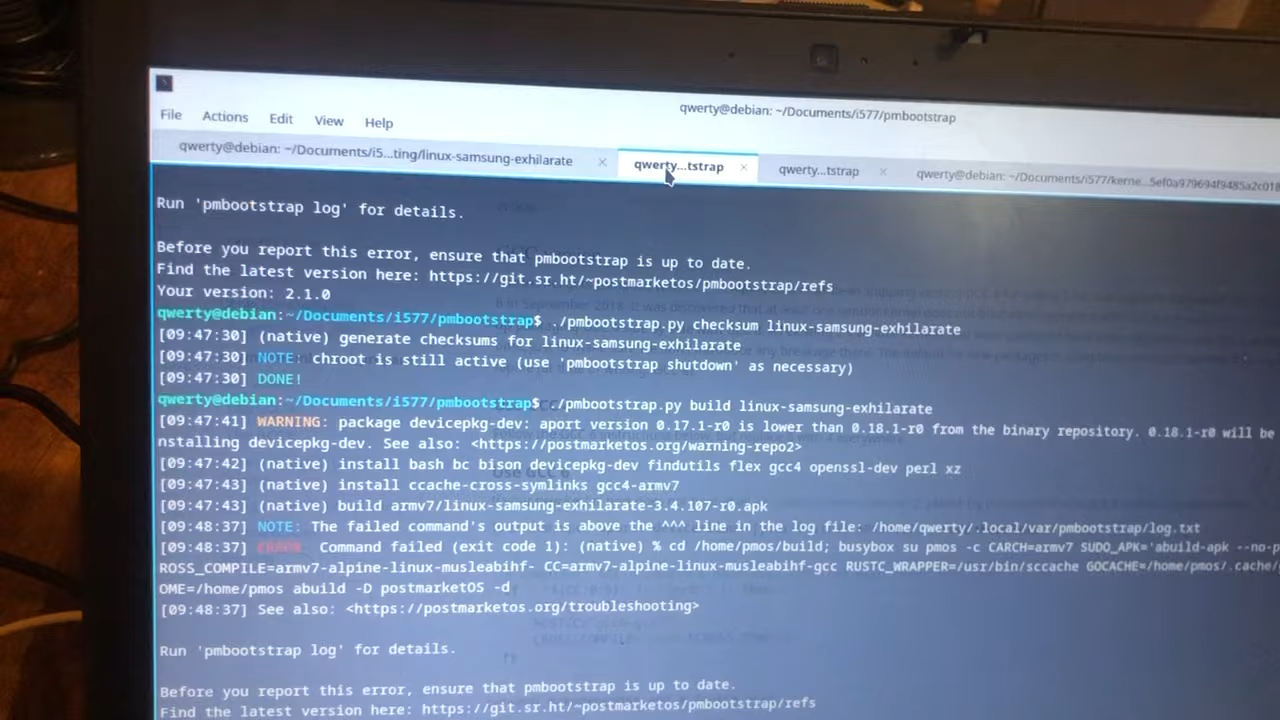 qwerty@debian: ~/Documents/i577/pmbootstrap
File Actions Edit View Help
qwerty@debian: ~/Documents/i5...ting/linux-samsung-exhilarate
qwerty...tstrap
qwerty...tstrap
qwerty@debian: ~/Documents/i577/kerne...5ef0a979694f9485a2c018
Run 'pmbootstrap log' for details.
Before you report this error, ensure that pmbootstrap is up to date.
Find the latest version here: https://git.sr.ht/~postmarketos/pmbootstrap/refs
Your version: 2.1.0
qwerty@debian:~/Documents/i577/pmbootstrap$ ./pmbootstrap.py checksum linux-samsung-exhilarate
[09:47:30] (native) generate checksums for linux-samsung-exhilarate
[09:47:30] NOTE: chroot is still active (use 'pmbootstrap shutdown' as necessary)
[09:47:30] DONE!
qwerty@debian:~/Documents/i577/pmbootstrap$ ./pmbootstrap.py build linux-samsung-exhilarate
[09:47:41] WARNING: package devicepkg-dev: aport version 0.17.1-r0 is lower than 0.18.1-r0 from the binary repository. 0.18.1-r0 will be
nstalling devicepkg-dev. See also: <https://postmarketos.org/warning-repo2>
[09:47:42] (native) install bash bc bison devicepkg-dev findutils flex gcc4 openssl-dev perl xz
[09:47:43] (native) install ccache-cross-symlinks gcc4-armv7
[09:47:43] (native) build armv7/linux-samsung-exhilarate-3.4.107-r0.apk
[09:48:37] NOTE: The failed command's output is above the ^^^ line in the log file: /home/qwerty/.local/var/pmbootstrap/log.txt
[09:48:37] ERROR: Command failed (exit code 1): (native) % cd /home/pmos/build; busybox su pmos -c CARCH=armv7 SUDO_APK='abuild-apk --no-p
ROSS_COMPILE=armv7-alpine-linux-musleabihf- CC=armv7-alpine-linux-musleabihf-gcc RUSTC_WRAPPER=/usr/bin/sccache GOCACHE=/home/pmos/.cache/
OME=/home/pmos abuild -D postmarketOS -d
[09:48:37] See also: <https://postmarketos.org/troubleshooting>
Run 'pmbootstrap log' for details.
Before you report this error, ensure that pmbootstrap is up to date.
Find the latest version here: https://git.sr.ht/~postmarketos/pmbootstrap/refs